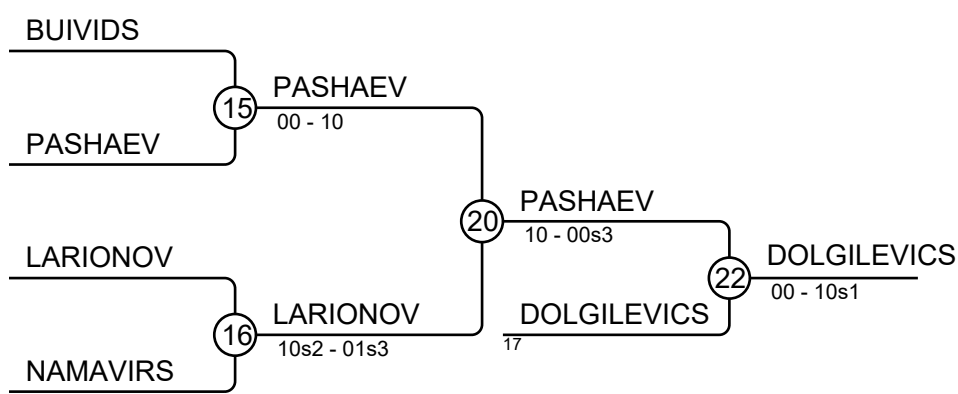 BUIVIDS
15
PASHAEV
00 - 10
PASHAEV
20
PASHAEV
10 - 00s3
LARIONOV
16
LARIONOV
10s2 - 01s3
NAMAVIRS
22
DOLGILEVICS
00 - 10s1
DOLGILEVICS
17